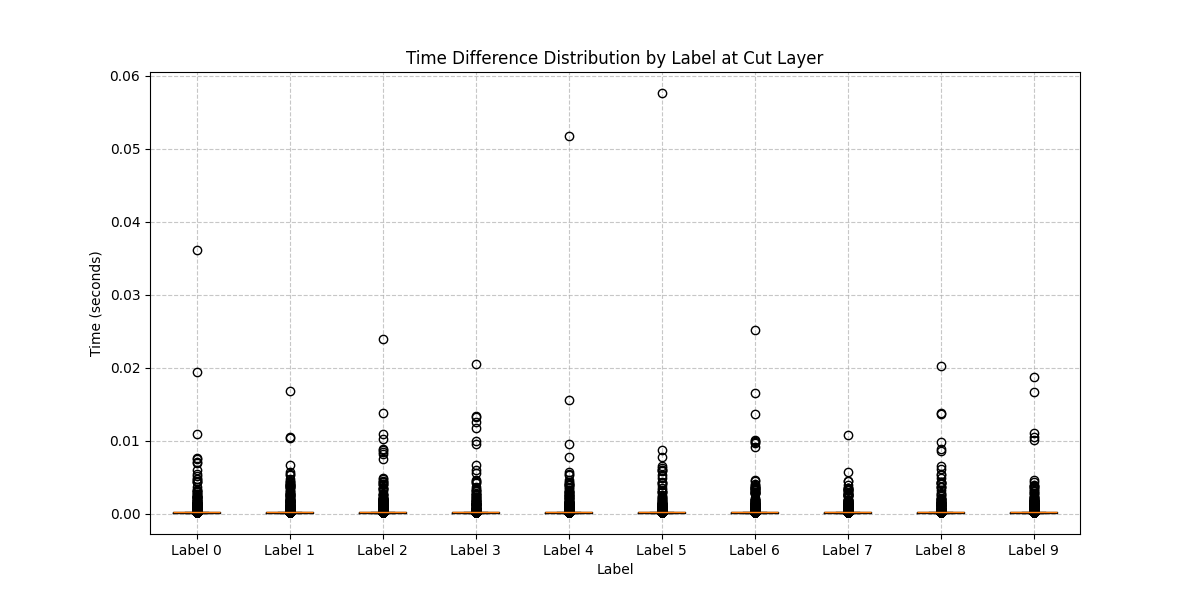 Time Difference Distribution by Label at Cut Layer
0.06
0.05
0.04
0.03
0.02
0.01
0.00
Time (seconds)
Label 0 Label 1 Label 2 Label 3 Label 4 Label 5 Label 6 Label 7 Label 8 Label 9
Label